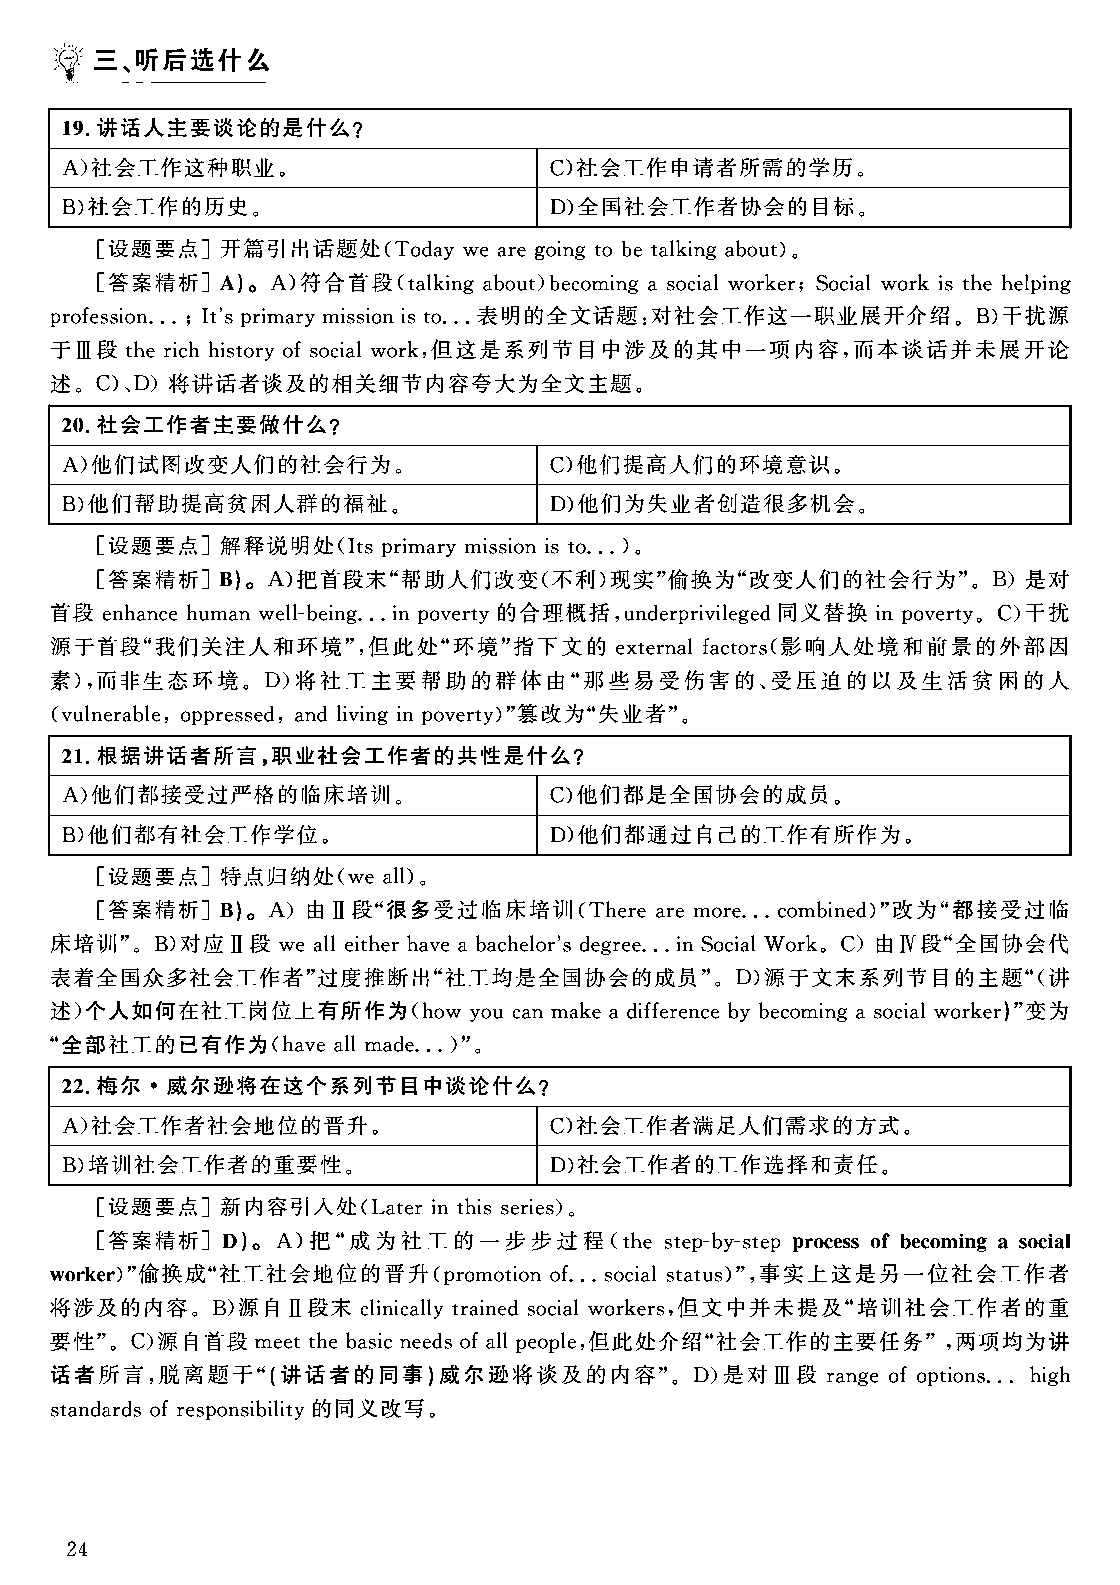 三、听后选什么
19. 讲话人主要谈论的是什么?
A)社会工作这种职业。
C)社会工作申请者所需的学历。
B)社会工作的历史。
D)全国社会工作者协会的目标。
[设题要点] 开篇引出话题处(Today we are going to be talking about)。
[答案精析] A)。A)符合首段(talking about)becoming a social worker; Social work is the helping
profession...; It's primary mission is to...表明的全文话题:对社会工作这一职业展开介绍。B)干扰源
于Ⅲ段 the rich history of social work,但这是系列节目中涉及的其中一项内容,而本谈话并未展开论
述。C)、D) 将讲话者谈及的相关细节内容夸大为全文主题。
20. 社会工作者主要做什么?
A)他们试图改变人们的社会行为。
C)他们提高人们的环境意识。
B)他们帮助提高贫困人群的福祉。
D)他们为失业者创造很多机会。
[设题要点] 解释说明处(Its primary mission is to...)。
[答案精析] B)。A)把首段末“帮助人们改变(不利)现实”偷换为“改变人们的社会行为”。B) 是对
首段 enhance human well-being...in poverty 的合理概括,underprivileged 同义替换 in poverty。C)干扰
源于首段“我们关注人和环境”,但此处“环境”指下文的 external factors(影响人处境和前景的外部因
素),而非生态环境。D)将社工主要帮助的群体由“那些易受伤害的、受压迫的以及生活贫困的人
(vulnerable, oppressed, and living in poverty)”篡改为“失业者”。
21. 根据讲话者所言,职业社会工作者的共性是什么?
A)他们都接受过严格的临床培训。
C)他们都是全国协会的成员。
B)他们都有社会工作学位。
D)他们都通过自己的工作有所作为。
[设题要点] 特点归纳处(we all)。
[答案精析] B)。A) 由Ⅱ段“很多受过临床培训(There are more...combined)”改为“都接受过临
床培训”。B)对应Ⅱ段 we all either have a bachelor's degree...in Social Work。C) 由Ⅳ段“全国协会代
表着全国众多社会工作者”过度推断出“社工均是全国协会的成员”。D)源于文末系列节目的主题“(讲
述)个人如何在社工岗位上有所作为(how you can make a difference by becoming a social worker)”变为
“全部社工的已有作为(have all made...)”。
22. 梅尔·威尔逊将在这个系列节目中谈论什么?
A)社会工作者社会地位的晋升。
C)社会工作者满足人们需求的方式。
B)培训社会工作者的重要性。
D)社会工作者的工作选择和责任。
[设题要点] 新内容引入处(Later in this series)。
[答案精析] D)。A)把“成为社工的一步步过程(the step-by-step process of becoming a social
worker)”偷换成“社工社会地位的晋升(promotion of...social status)”,事实上这是另一位社会工作者
将涉及的内容。B)源自Ⅱ段末 clinically trained social workers,但文中并未提及“培训社会工作者的重
要性”。C)源自首段 meet the basic needs of all people,但此处介绍“社会工作的主要任务”,两项均为讲
话者所言,脱离题于“(讲话者的同事)威尔逊将谈及的内容”。D)是对Ⅲ段 range of options... high
standards of responsibility 的同义改写。
24